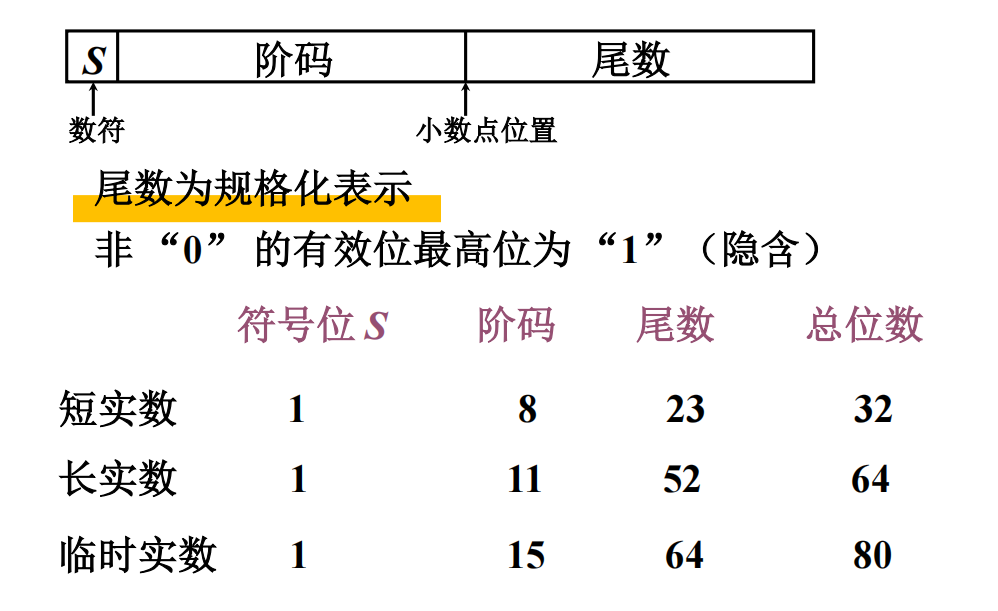 S 阶码 尾数
数符 小数点位置
尾数为规格化表示
非 “0” 的有效位最高位为 “1”（隐含）
符号位 S 阶码 尾数 总位数
短实数 1 8 23 32
长实数 1 11 52 64
临时实数 1 15 64 80